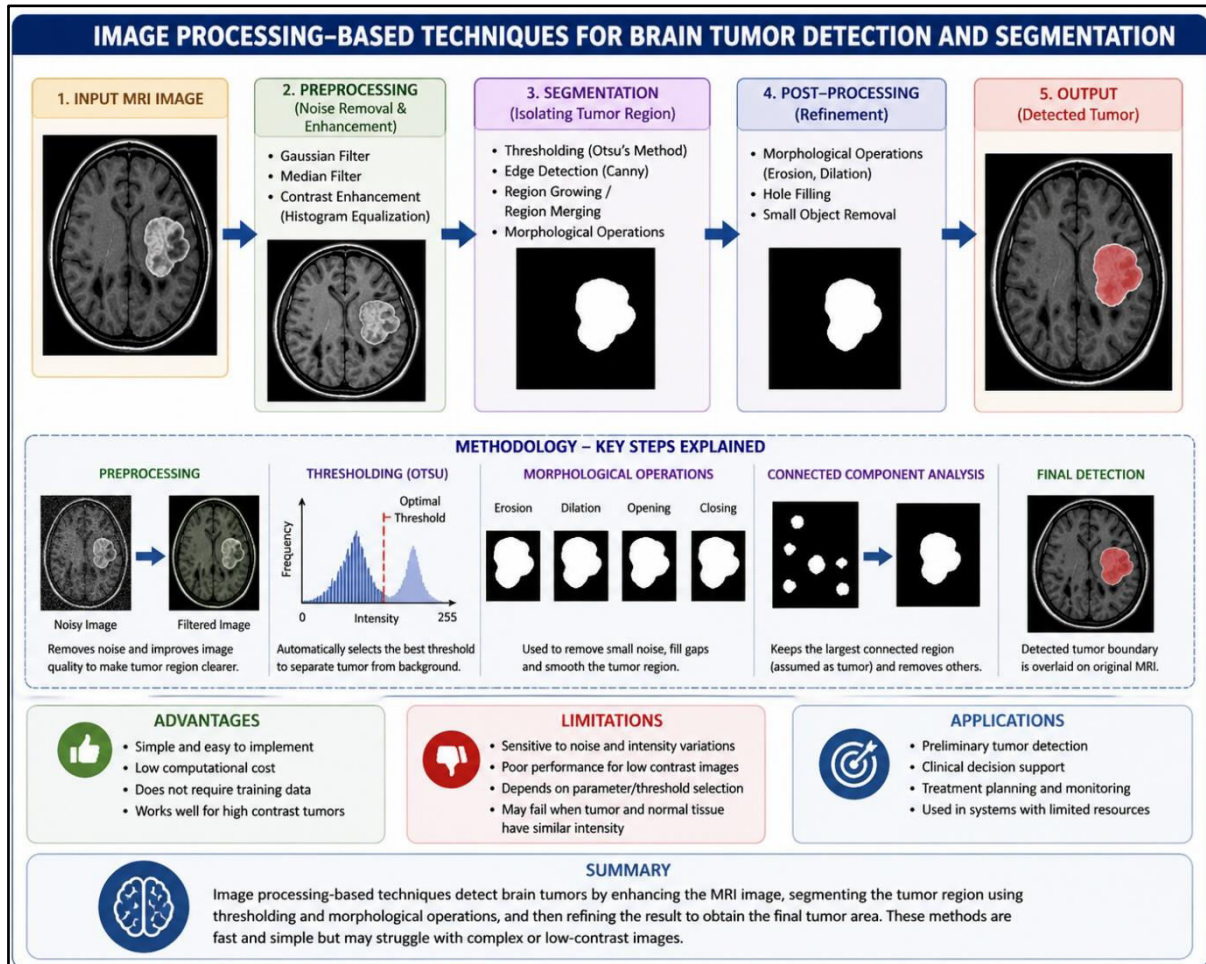 IMAGE PROCESSING–BASED TECHNIQUES FOR BRAIN TUMOR DETECTION AND SEGMENTATION
1. INPUT MRI IMAGE
2. PREPROCESSING
(Noise Removal &
Enhancement)
• Gaussian Filter
• Median Filter
• Contrast Enhancement
(Histogram Equalization)
3. SEGMENTATION
(Isolating Tumor Region)
• Thresholding (Otsu's Method)
• Edge Detection (Canny)
• Region Growing /
Region Merging
• Morphological Operations
4. POST–PROCESSING
(Refinement)
• Morphological Operations
(Erosion, Dilation)
• Hole Filling
• Small Object Removal
5. OUTPUT
(Detected Tumor)
METHODOLOGY – KEY STEPS EXPLAINED
PREPROCESSING
Noisy Image
Filtered Image
Removes noise and improves image
quality to make tumor region clearer.
THRESHOLDING (OTSU)
Optimal
Threshold
Frequency
0
Intensity
255
Automatically selects the best threshold
to separate tumor from background.
MORPHOLOGICAL OPERATIONS
Erosion
Dilation
Opening
Closing
Used to remove small noise, fill gaps
and smooth the tumor region.
CONNECTED COMPONENT ANALYSIS
Keeps the largest connected region
(assumed as tumor) and removes others.
FINAL DETECTION
Detected tumor boundary
is overlaid on original MRI.
ADVANTAGES
• Simple and easy to implement
• Low computational cost
• Does not require training data
• Works well for high contrast tumors
LIMITATIONS
• Sensitive to noise and intensity variations
• Poor performance for low contrast images
• Depends on parameter/threshold selection
• May fail when tumor and normal tissue
have similar intensity
APPLICATIONS
• Preliminary tumor detection
• Clinical decision support
• Treatment planning and monitoring
• Used in systems with limited resources
SUMMARY
Image processing-based techniques detect brain tumors by enhancing the MRI image, segmenting the tumor region using
thresholding and morphological operations, and then refining the result to obtain the final tumor area. These methods are
fast and simple but may struggle with complex or low-contrast images.